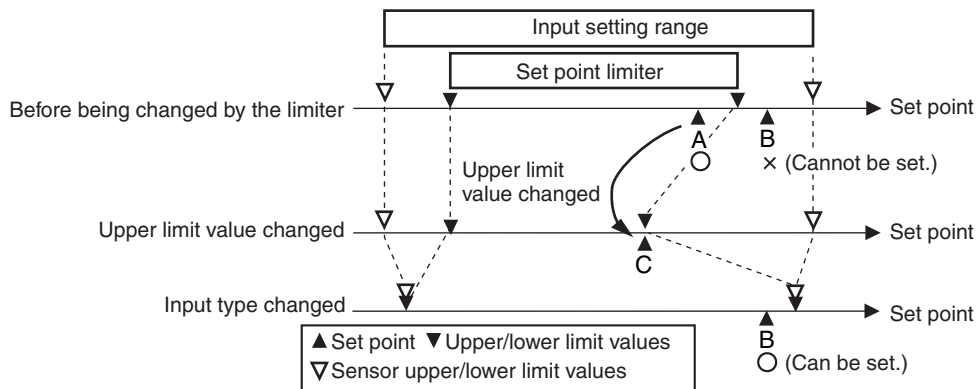 Input setting range
Set point limiter
Before being changed by the limiter
Set point
A
B
○
× (Cannot be set.)
Upper limit
value changed
Upper limit value changed
Set point
C
Input type changed
Set point
B
○ (Can be set.)
▲ Set point ▼ Upper/lower limit values
▽ Sensor upper/lower limit values